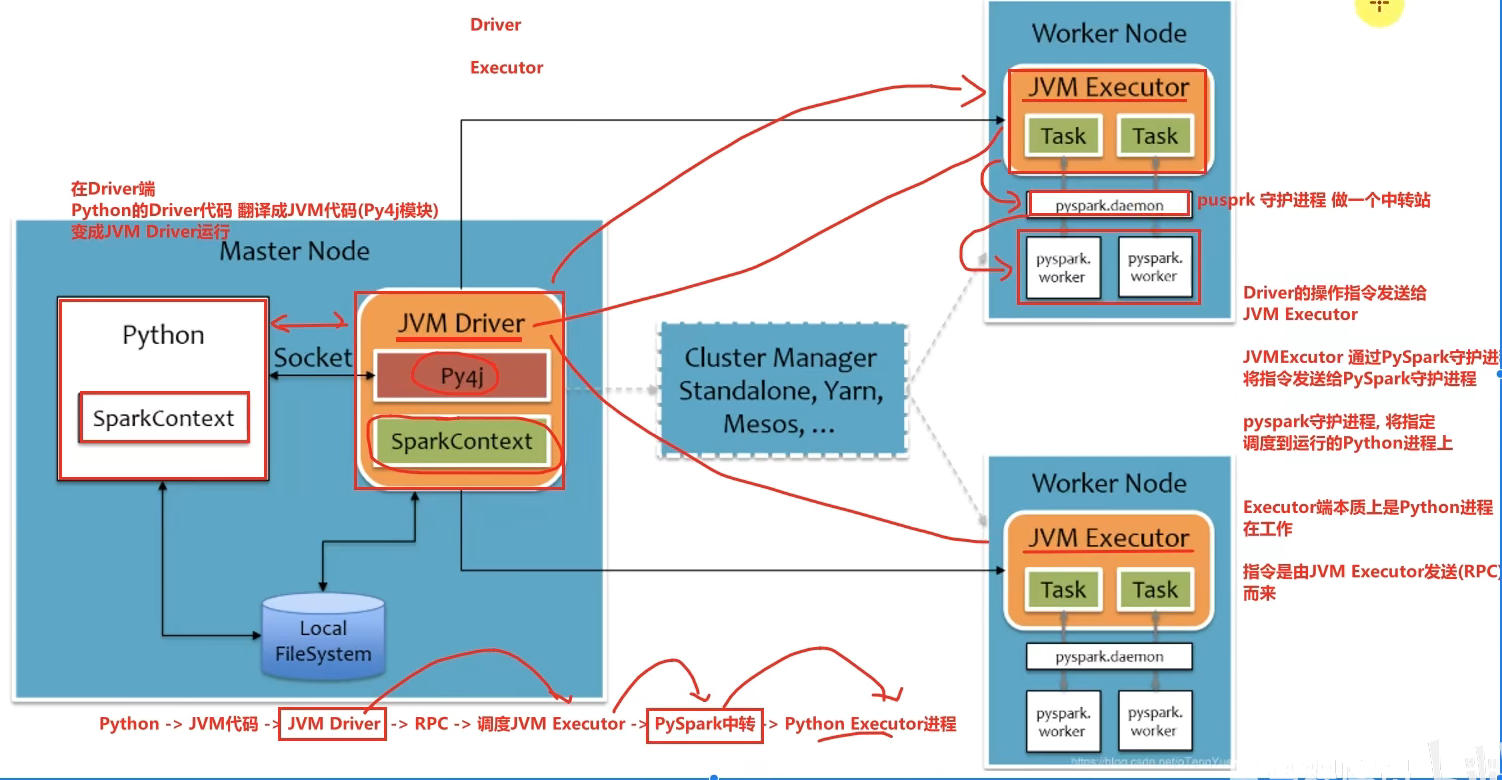 Driver
Executor
在Driver端
Python的Driver代码 翻译成JVM代码(Py4j模块)
变成JVM Driver运行
Master Node
Python
SparkContext
Socket
JVM Driver
Py4j
SparkContext
Local
FileSystem
Cluster Manager
Standalone, Yarn,
Mesos, ...
Worker Node
JVM Executor
Task
Task
pyspark.daemon
pyspark.
worker
pyspark.
worker
pusprk 守护进程 做一个中转站
Driver的操作指令发送给
JVM Executor
JVMExcutor 通过PySpark守护进
将指令发送给PySpark守护进程
pyspark守护进程, 将指定
调度到运行的Python进程上
Executor端本质上是Python进程
在工作
指令是由JVM Executor发送(RPC)
而来
Worker Node
JVM Executor
Task
Task
pyspark.daemon
pyspark.
worker
pyspark.
worker
Python -> JVM代码 -> JVM Driver -> RPC -> 调度JVM Executor -> PySpark中转 -> Python Executor进程